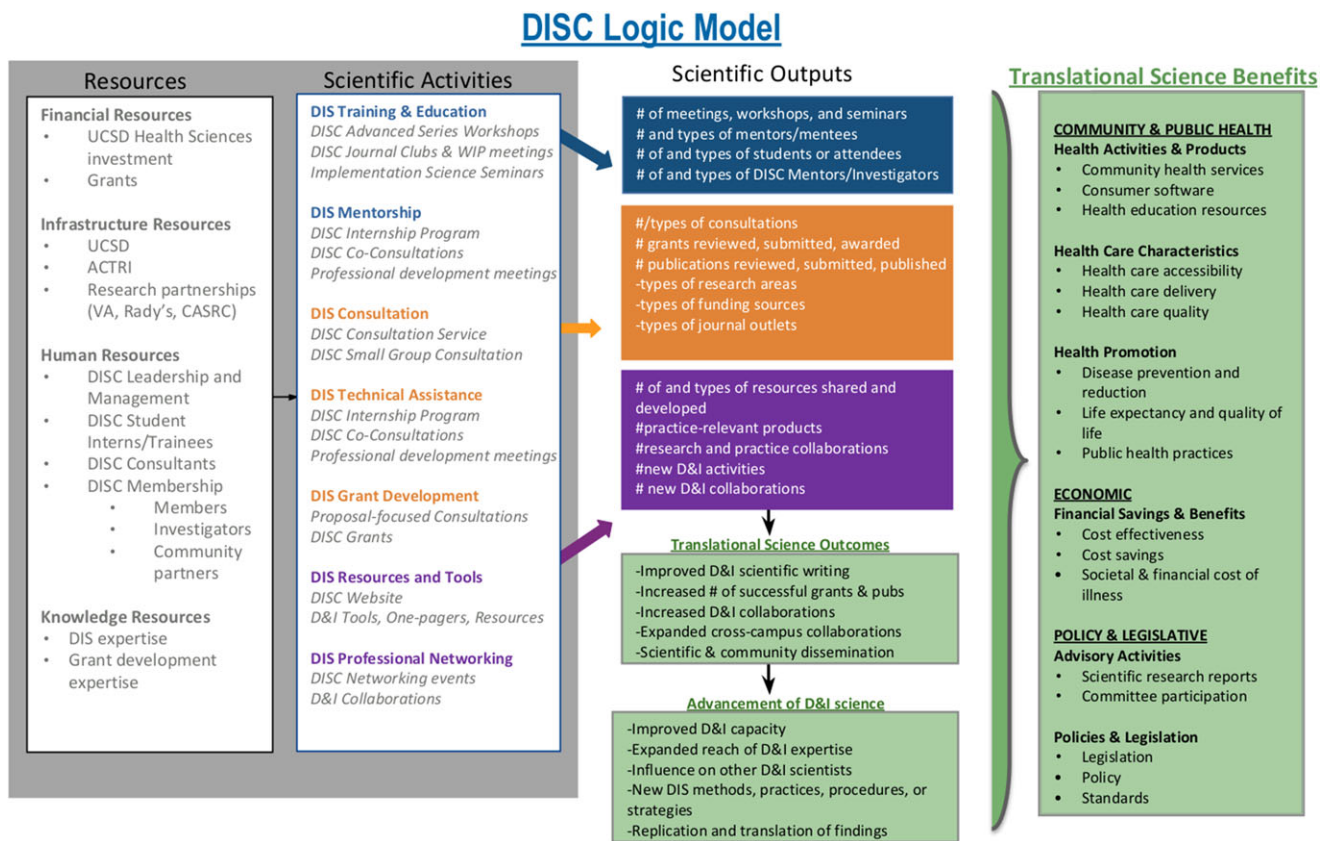 DISC Logic Model
Resources
Financial Resources
• UCSD Health Sciences
investment
• Grants
Infrastructure Resources
• UCSD
• ACTRI
• Research partnerships
(VA, Rady's, CASRC)
Human Resources
• DISC Leadership and
Management
• DISC Student
Interns/Trainees
• DISC Consultants
• DISC Membership
• Members
• Investigators
• Community
partners
Knowledge Resources
• DIS expertise
• Grant development
expertise
Scientific Activities
DIS Training & Education
DISC Advanced Series Workshops
DISC Journal Clubs & WIP meetings
Implementation Science Seminars
DIS Mentorship
DISC Internship Program
DISC Co-Consultations
Professional development meetings
DIS Consultation
DISC Consultation Service
DISC Small Group Consultation
DIS Technical Assistance
DISC Internship Program
DISC Co-Consultations
Professional development meetings
DIS Grant Development
Proposal-focused Consultations
DISC Grants
DIS Resources and Tools
DISC Website
D&I Tools, One-pagers, Resources
DIS Professional Networking
DISC Networking events
D&I Collaborations
Scientific Outputs
# of meetings, workshops, and seminars
# and types of mentors/mentees
# of and types of students or attendees
# of and types of DISC Mentors/Investigators
#/types of consultations
# grants reviewed, submitted, awarded
# publications reviewed, submitted, published
-types of research areas
-types of funding sources
-types of journal outlets
# of and types of resources shared and
developed
#practice-relevant products
#research and practice collaborations
#new D&I activities
# new D&I collaborations
Translational Science Outcomes
-Improved D&I scientific writing
-Increased # of successful grants & pubs
-Increased D&I collaborations
-Expanded cross-campus collaborations
-Scientific & community dissemination
Advancement of D&I science
-Improved D&I capacity
-Expanded reach of D&I expertise
-Influence on other D&I scientists
-New DIS methods, practices, procedures, or
strategies
-Replication and translation of findings
Translational Science Benefits
COMMUNITY & PUBLIC HEALTH
Health Activities & Products
• Community health services
• Consumer software
• Health education resources
Health Care Characteristics
• Health care accessibility
• Health care delivery
• Health care quality
Health Promotion
• Disease prevention and
reduction
• Life expectancy and quality of
life
• Public health practices
ECONOMIC
Financial Savings & Benefits
• Cost effectiveness
• Cost savings
• Societal & financial cost of
illness
POLICY & LEGISLATIVE
Advisory Activities
• Scientific research reports
• Committee participation
Policies & Legislation
• Legislation
• Policy
• Standards